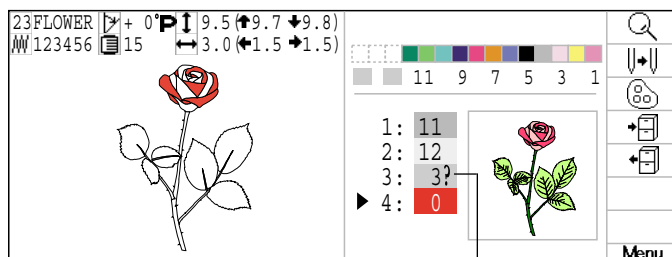 23FLOWER + 0°P 9.5(↑9.7 ↓9.8)
123456 15 ↔ 3.0(←1.5 →1.5)
11 9 7 5 3 1
1: 11
2: 12
3: 3?
▶ 4: 0
Menu